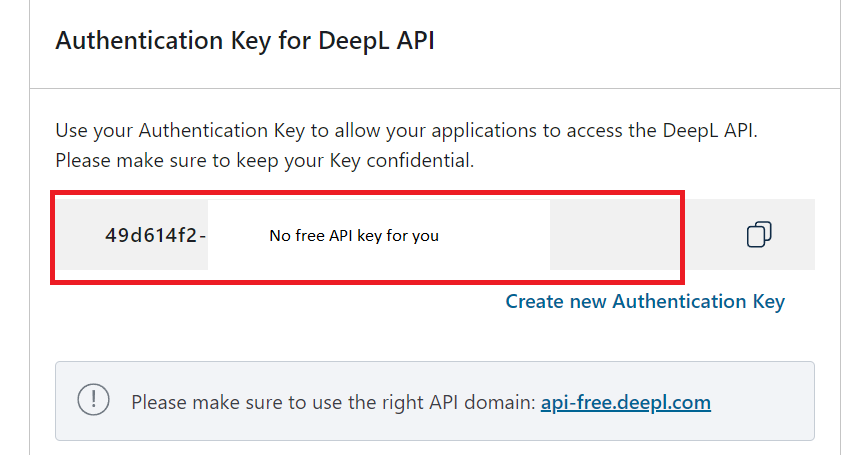 Authentication Key for DeepL API
Use your Authentication Key to allow your applications to access the DeepL API.
Please make sure to keep your Key confidential.
49d614f2- No free API key for you
Create new Authentication Key
Please make sure to use the right API domain: api-free.deepl.com